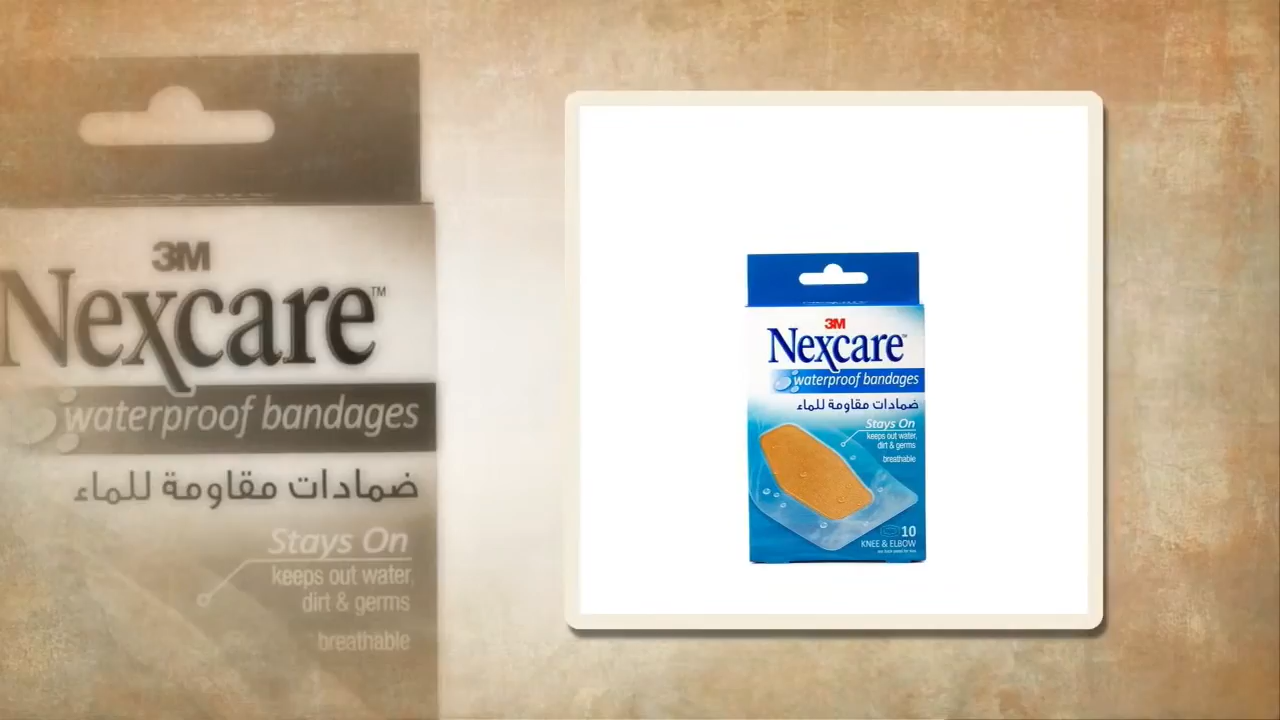 3M
Nexcare™
waterproof bandages
ضمادات مقاومة للماء
Stays On
keeps out water,
dirt & germs
breathable
3M
Nexcare™
waterproof bandages
ضمادات مقاومة للماء
Stays On
keeps out water,
dirt & germs
breathable
10
KNEE & ELBOW